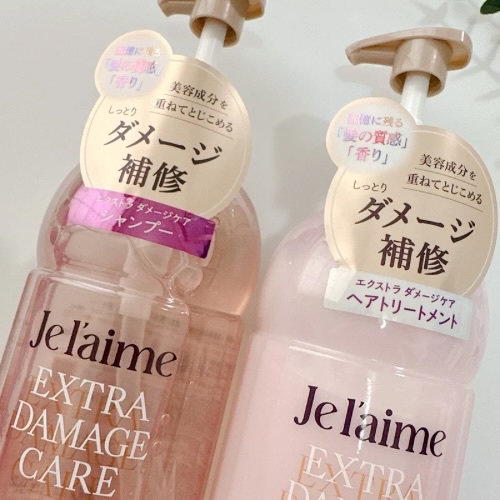 記憶に残る
「髪の質感」
「香り」
美容成分を
重ねてとじこめる
しっとり
ダメージ
補修
エクストラ ダメージケア
シャンプー
Je l'aime
EXTRA
DAMAGE
CARE
記憶に残る
「髪の質感」
「香り」
美容成分を
重ねてとじこめる
しっとり
ダメージ
補修
エクストラ ダメージケア
ヘアトリートメント
Je l'aime
EXTRA